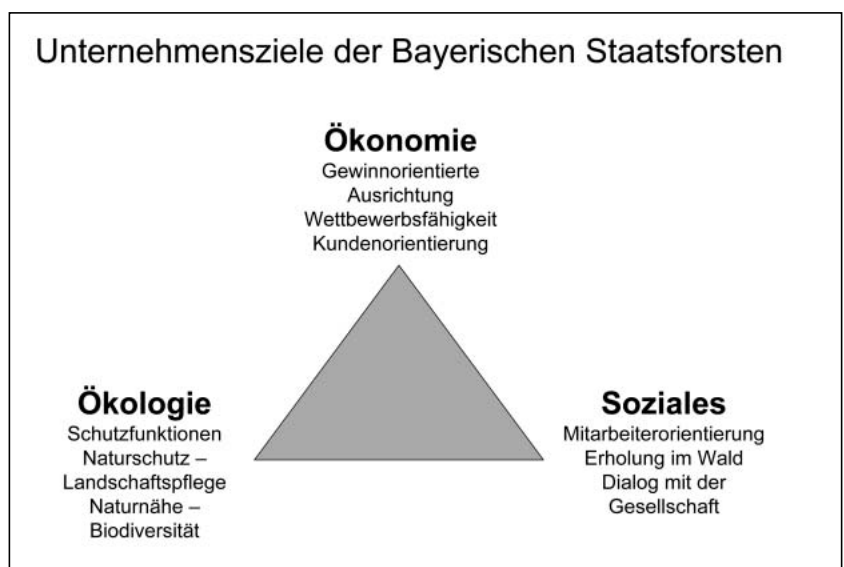 Unternehmensziele der Bayerischen Staatsforsten
Ökonomie
Gewinnorientierte
Ausrichtung
Wettbewerbsfähigkeit
Kundenorientierung
Ökologie
Schutzfunktionen
Naturschutz –
Landschaftspflege
Naturnähe –
Biodiversität
Soziales
Mitarbeiterorientierung
Erholung im Wald
Dialog mit der
Gesellschaft